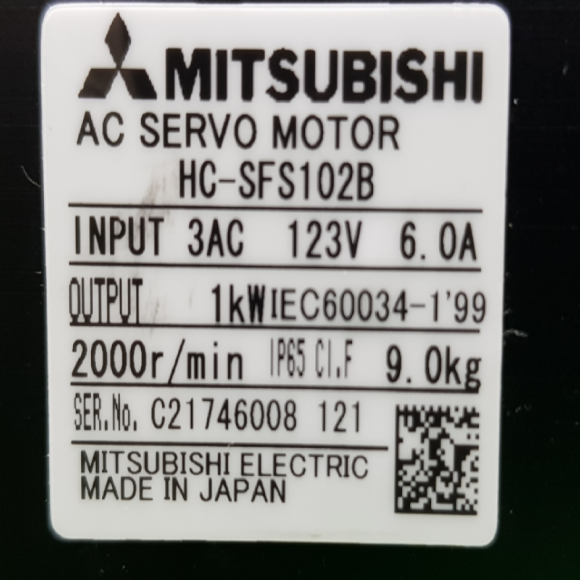 MITSUBISHI
AC SERVO MOTOR
HC-SFS102B
INPUT 3AC 123V 6.0A
OUTPUT 1kW IEC60034-1'99
2000r/min IP65 CI.F 9.0kg
SER.No. C21746008 121
MITSUBISHI ELECTRIC
MADE IN JAPAN